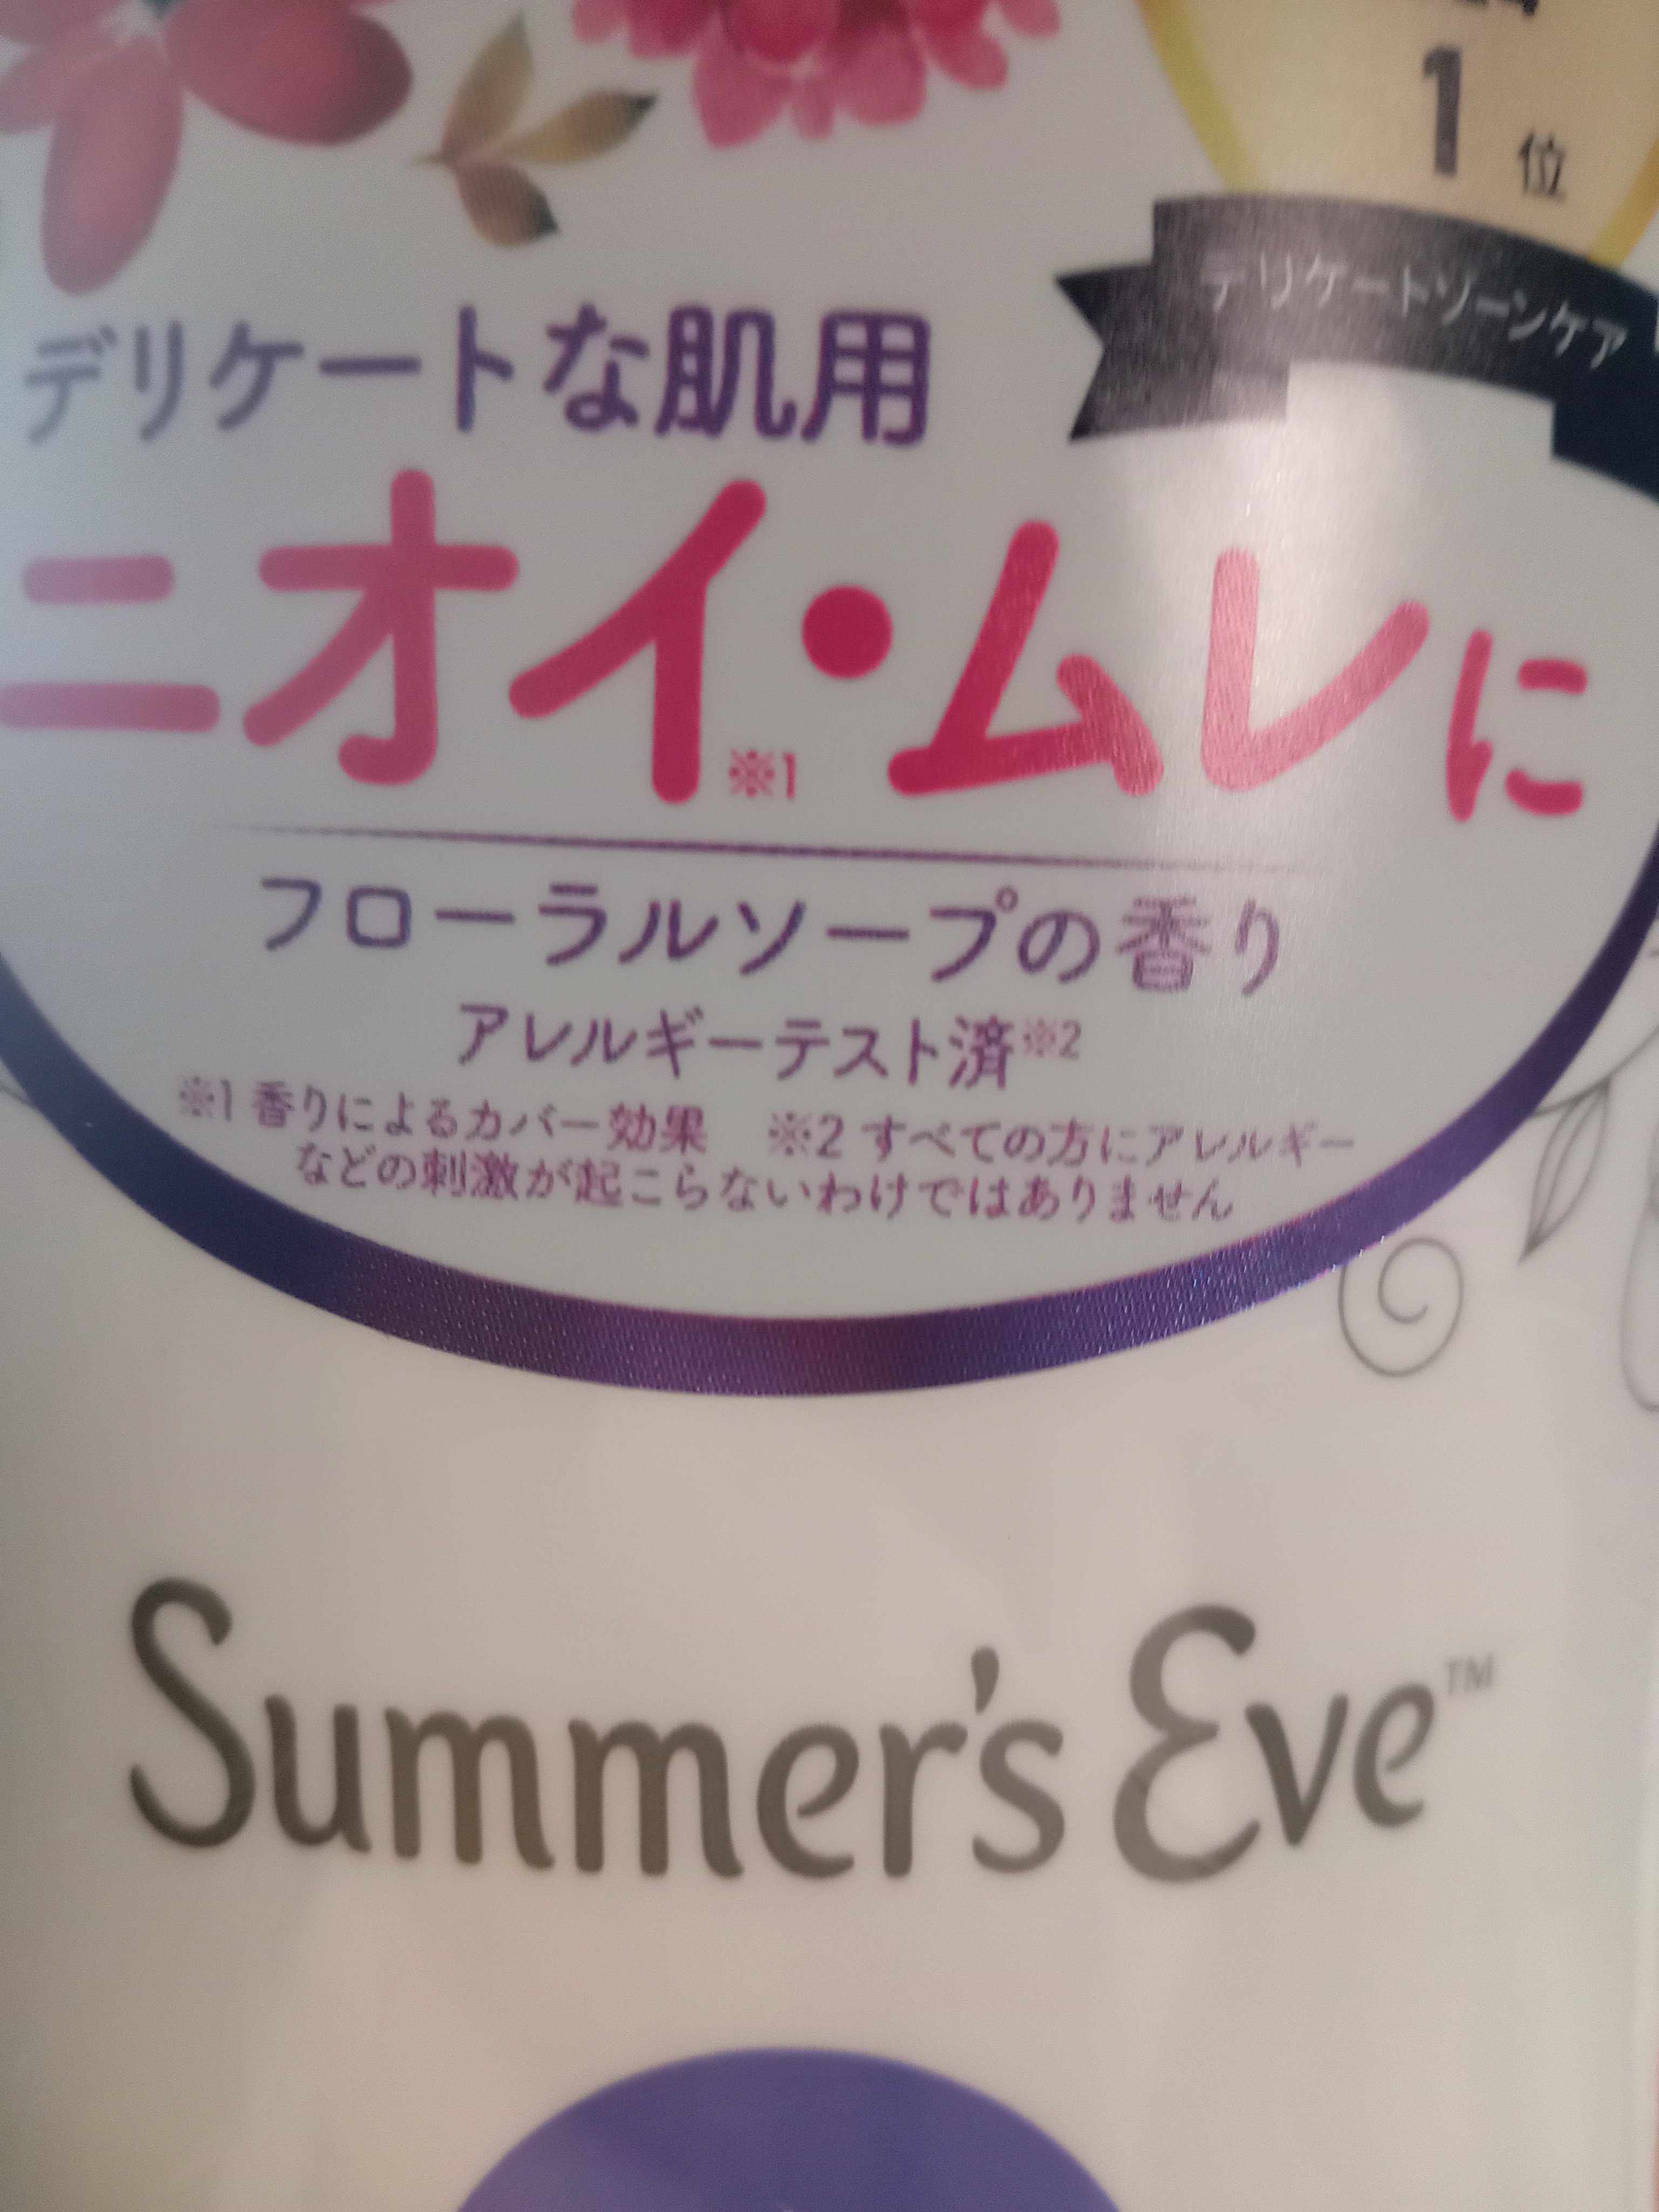 1位
デリケートゾーンケア
デリケートな肌用
ニオイ・ムレに
※1
フローラルソープの香り
アレルギーテスト済※2
※1 香りによるカバー効果 ※2 すべての方にアレルギー
などの刺激が起こらないわけではありません
Summer's Eve™